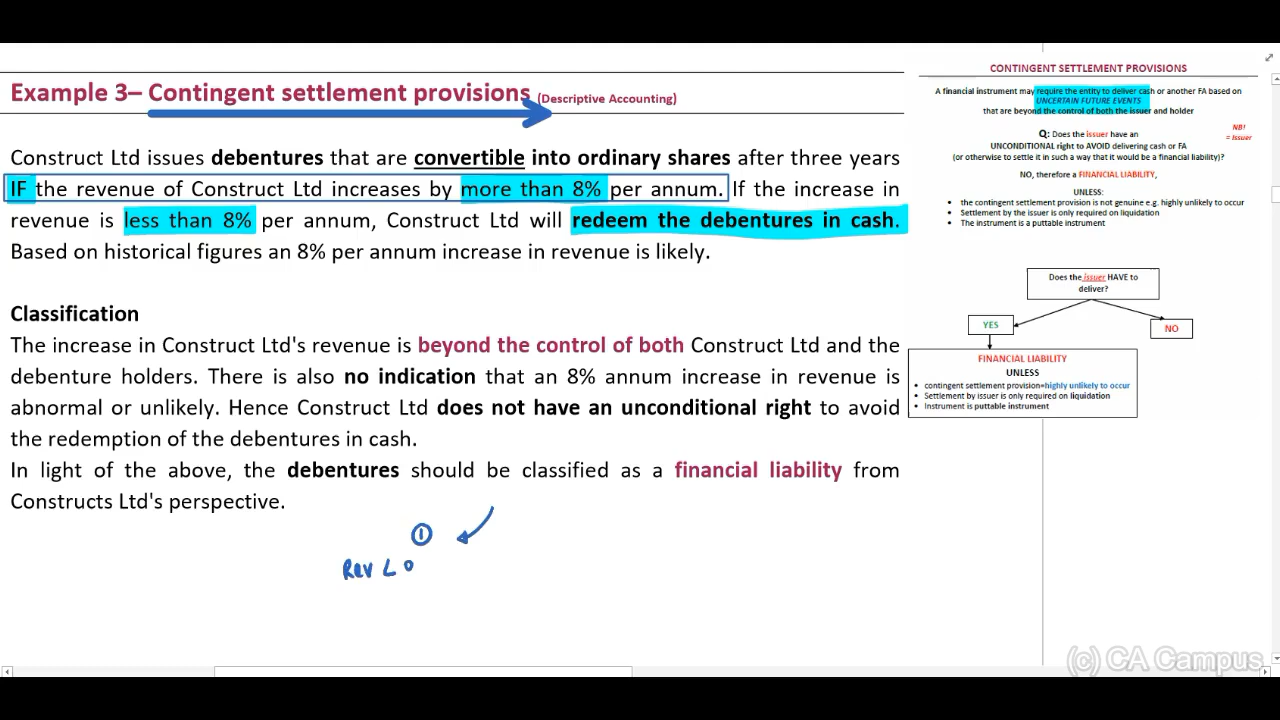 Example 3– Contingent settlement provisions (Descriptive Accounting)
Construct Ltd issues debentures that are convertible into ordinary shares after three years
IF the revenue of Construct Ltd increases by more than 8% per annum. If the increase in
revenue is less than 8% per annum, Construct Ltd will redeem the debentures in cash.
Based on historical figures an 8% per annum increase in revenue is likely.
Classification
The increase in Construct Ltd's revenue is beyond the control of both Construct Ltd and the
debenture holders. There is also no indication that an 8% annum increase in revenue is
abnormal or unlikely. Hence Construct Ltd does not have an unconditional right to avoid
the redemption of the debentures in cash.
In light of the above, the debentures should be classified as a financial liability from
Constructs Ltd's perspective.
①
Rev L o
CONTINGENT SETTLEMENT PROVISIONS
A financial instrument may require the entity to deliver cash or another FA based on
UNCERTAIN FUTURE EVENTS
that are beyond the control of both the issuer and holder
Q: Does the issuer have an
UNCONDITIONAL right to AVOID delivering cash or FA
(or otherwise to settle it in such a way that it would be a financial liability)?
NB!
= Issuer
NO, therefore a FINANCIAL LIABILITY,
UNLESS:
• the contingent settlement provision is not genuine e.g. highly unlikely to occur
• Settlement by the issuer is only required on liquidation
• The instrument is a puttable instrument
Does the issuer HAVE to
deliver?
YES
NO
FINANCIAL LIABILITY
UNLESS
• contingent settlement provision=highly unlikely to occur
• Settlement by issuer is only required on liquidation
• Instrument is puttable instrument
(c) CA Campus